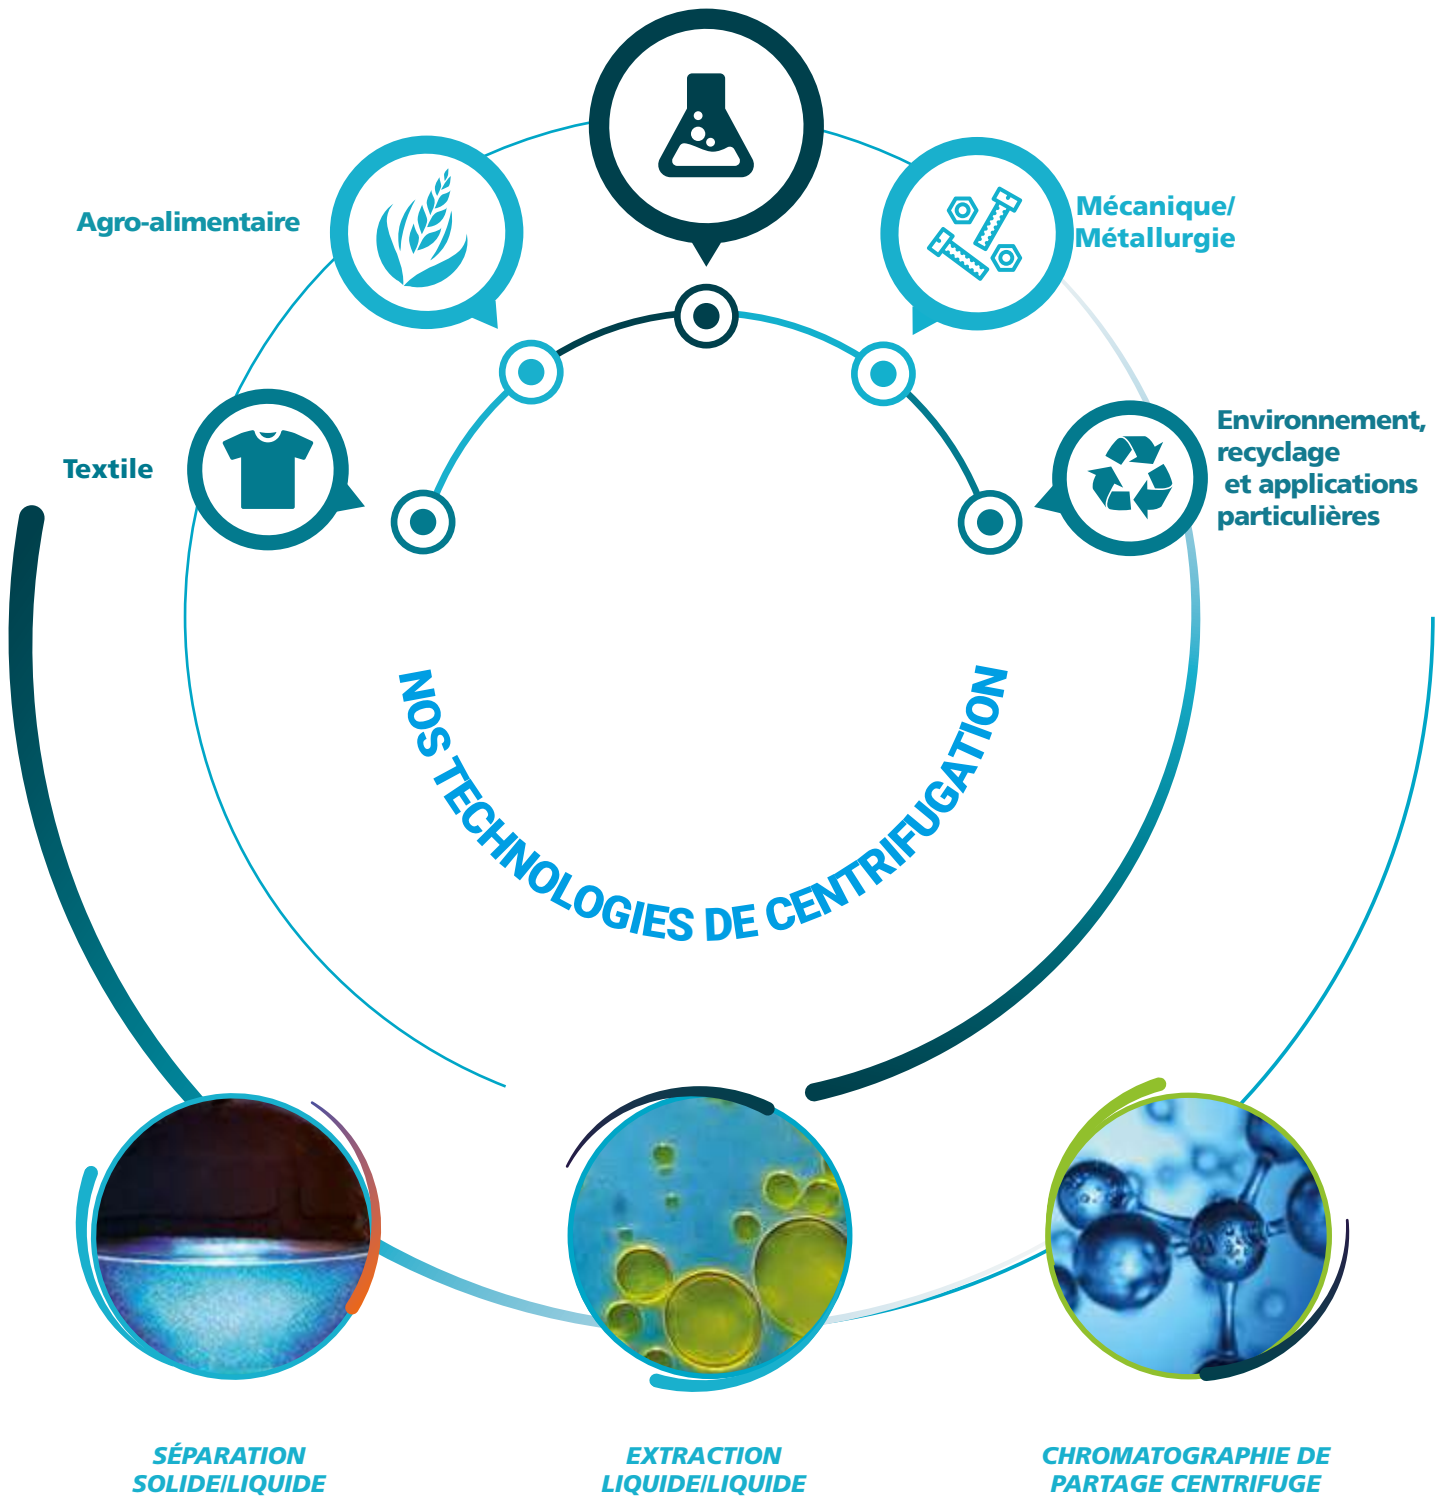 Agro-alimentaire
Mécanique/
Métallurgie
Textile
Environnement,
recyclage
et applications
particulières
NOS TECHNOLOGIES DE CENTRIFUGATION
SÉPARATION
SOLIDE/LIQUIDE
EXTRACTION
LIQUIDE/LIQUIDE
CHROMATOGRAPHIE DE
PARTAGE CENTRIFUGE